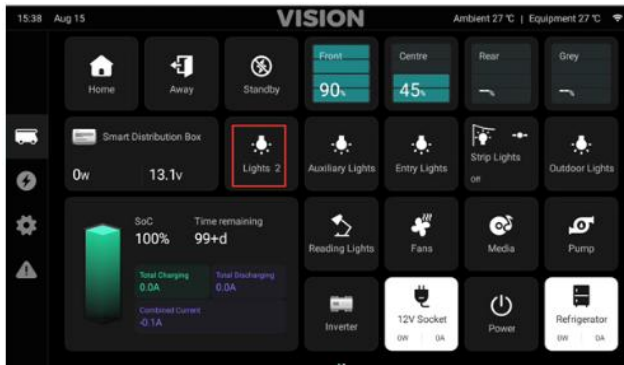 15:38 Aug 15 VISION Ambient 27 ℃ | Equipment 27 ℃
Home Away Standby Front Centre Rear Grey
90% 45% -% -%
Smart Distribution Box
0w 13.1v
Lights 2 Auxiliary Lights Entry Lights Strip Lights Outdoor Lights
Off
SoC Time remaining
100% 99+d
Total Charging Total Discharging
0.0A 0.0A
Combined Current
-0.1A
Reading Lights Fans Media Pump
Inverter 12V Socket Power Refrigerator
0W 0A 0W 0A